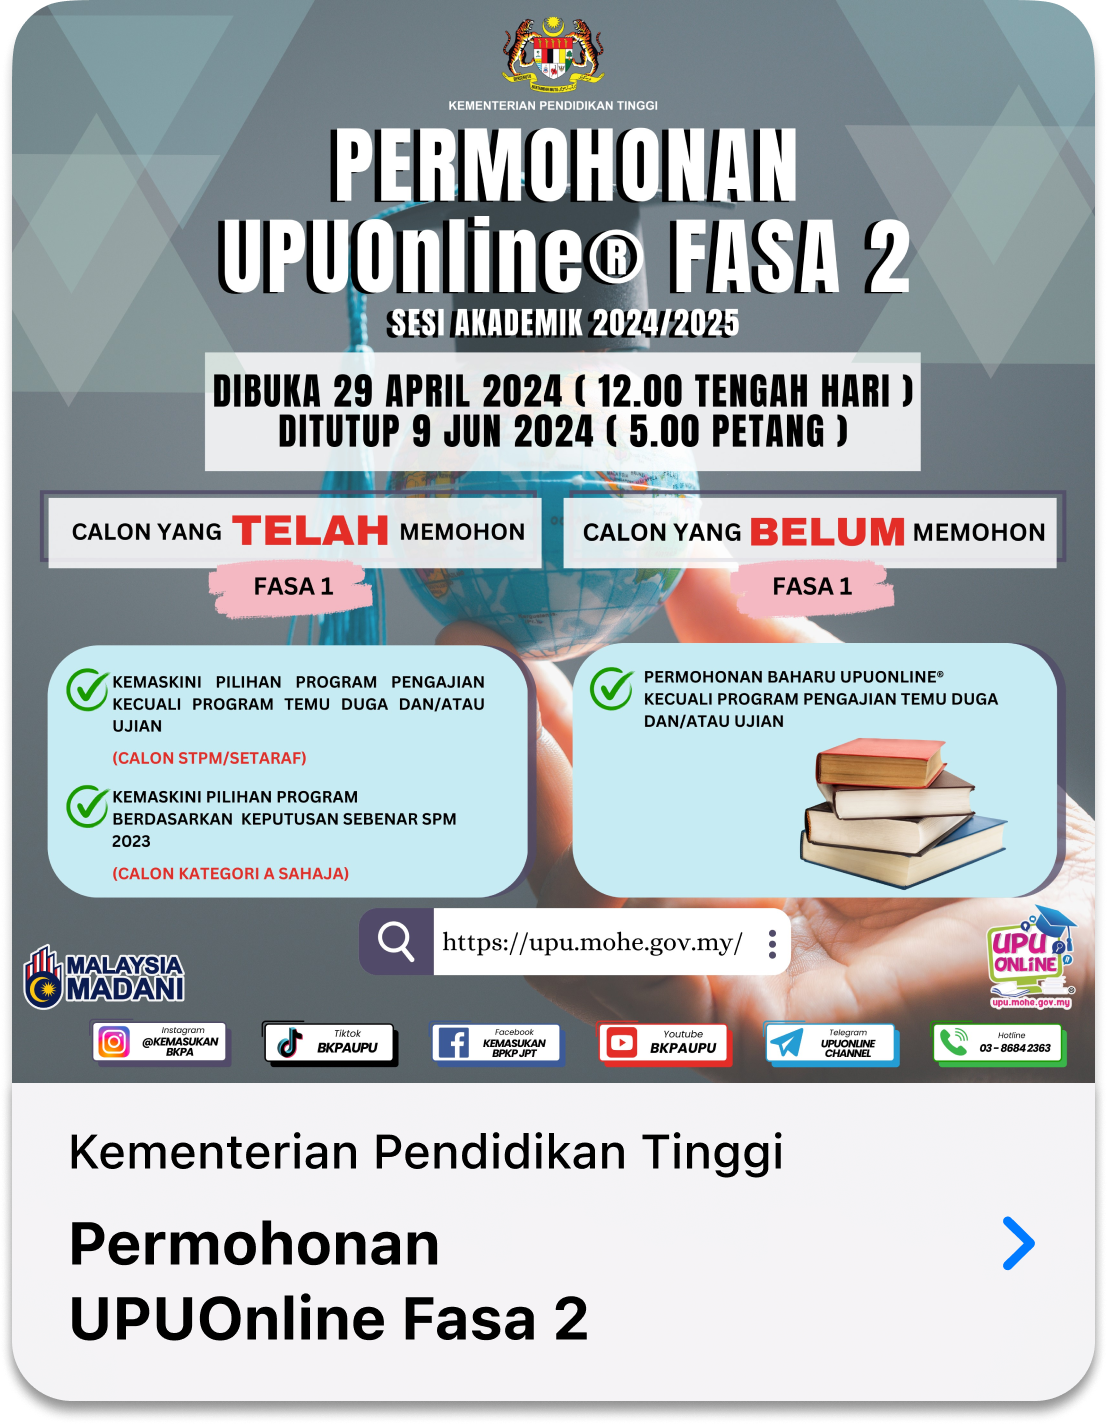 KEMENTERIAN PENDIDIKAN TINGGI
PERMOHONAN
UPUOnline® FASA 2
SESI AKADEMIK 2024/2025
DIBUKA 29 APRIL 2024 ( 12.00 TENGAH HARI )
DITUTUP 9 JUN 2024 ( 5.00 PETANG )
CALON YANG TELAH MEMOHON
FASA 1
KEMASKINI PILIHAN PROGRAM PENGAJIAN
KECUALI PROGRAM TEMU DUGA DAN/ATAU
UJIAN
(CALON STPM/SETARAF)
KEMASKINI PILIHAN PROGRAM
BERDASARKAN KEPUTUSAN SEBENAR SPM
2023
(CALON KATEGORI A SAHAJA)
CALON YANG BELUM MEMOHON
FASA 1
PERMOHONAN BAHARU UPUONLINE®
KECUALI PROGRAM PENGAJIAN TEMU DUGA
DAN/ATAU UJIAN
https://upu.mohe.gov.my/
MALAYSIA
MADANI
UPU
ONLINE
upu.mohe.gov.my
Instagram
@KEMASUKAN
BKPA
Tiktok
BKPAUPU
Facebook
KEMASUKAN
BPKP JPT
Youtube
BKPAUPU
Telegram
UPUONLINE
CHANNEL
Hotline
03 - 8684 2363
Kementerian Pendidikan Tinggi
Permohonan
UPUOnline Fasa 2